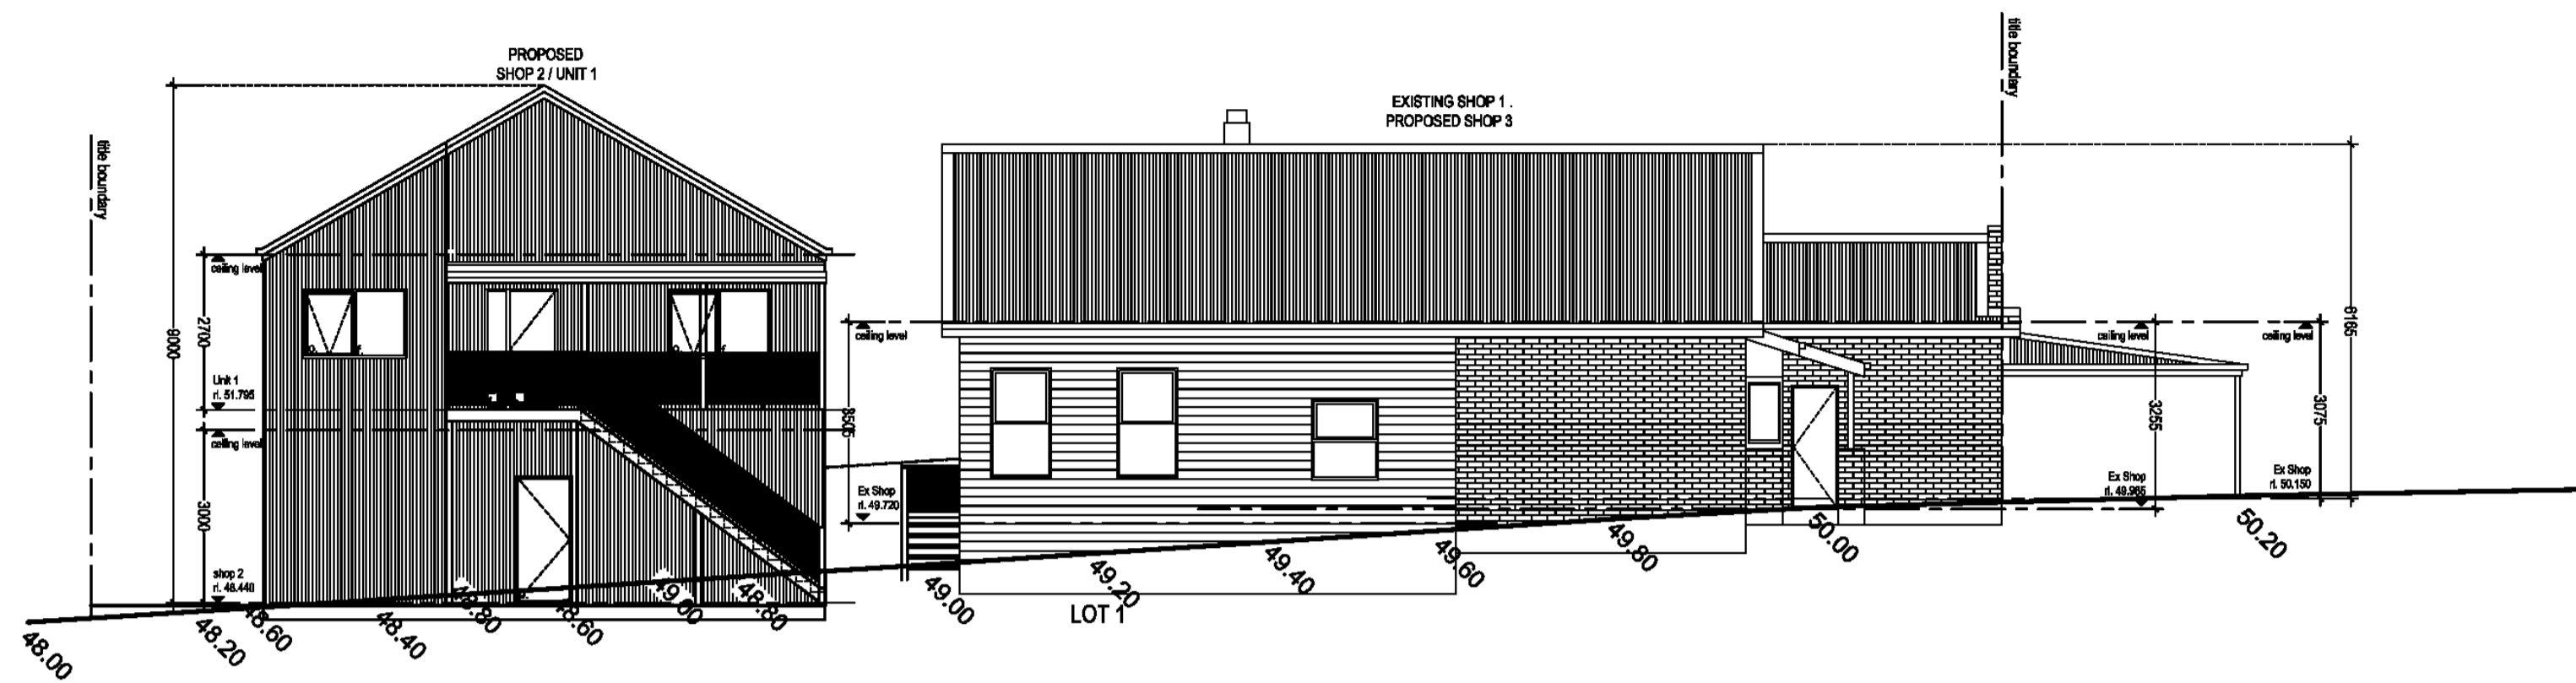 PROPOSED
SHOP 2 / UNIT 1
EXISTING SHOP 1 .
PROPOSED SHOP 3
title boundary
title boundary
9000
2700
3000
ceiling level
Unit 1
rl. 51.795
ceiling level
shop 2
rl. 48.440
3505
ceiling level
Ex Shop
rl. 49.720
ceiling level
3255
Ex Shop
rl. 49.965
ceiling level
3075
Ex Shop
rl. 50.150
6165
48.00
48.20
48.60
48.40
48.80
48.60
49.00
48.80
49.00
49.20
49.40
49.60
49.80
50.00
50.20
LOT 1